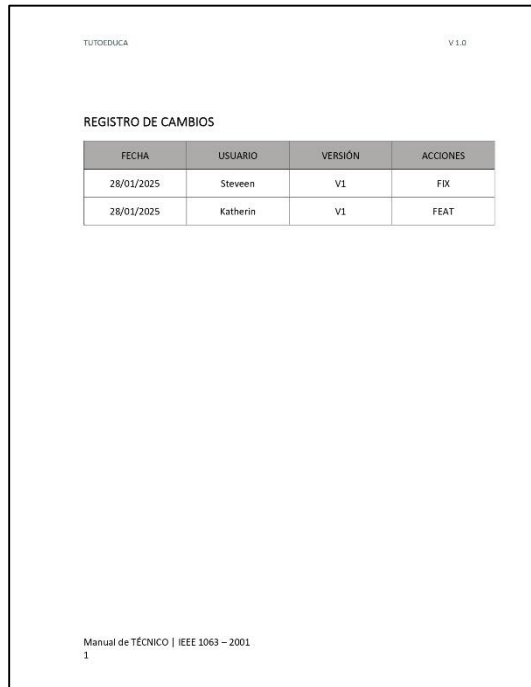 TUTOEDUCA V 1.0
REGISTRO DE CAMBIOS
FECHA USUARIO VERSIÓN ACCIONES
28/01/2025 Steveen V1 FIX
28/01/2025 Katherin V1 FEAT
Manual de TÉCNICO | IEEE 1063 – 2001
1